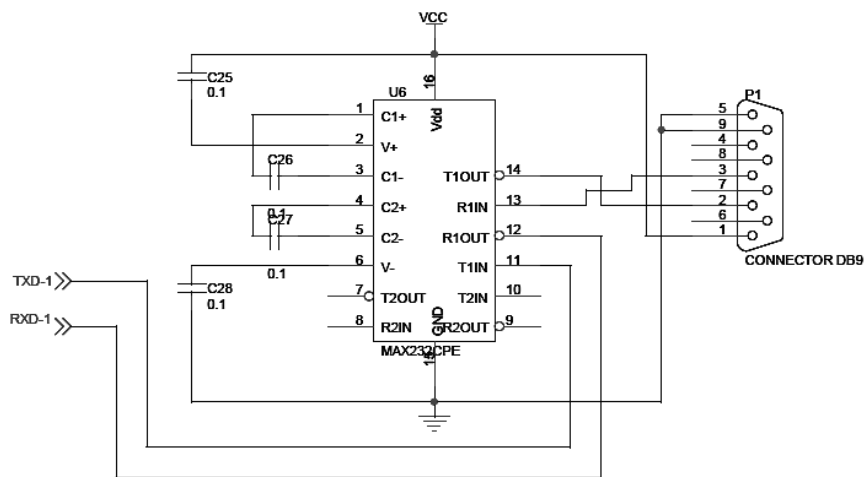 VCC
C25
0.1
U6
P1
16
Vdd
1
C1+
2
V+
C26
3
C1-
0.1
4
C2+
C27
5
C2-
0.1
6
V-
C28
0.1
7
T2OUT
8
R2IN
T1OUT
14
R1IN
13
R1OUT
12
T1IN
11
T2IN
10
R2OUT
9
GND
15
MAX232CPE
5
9
4
8
3
7
2
6
1
CONNECTOR DB9
TXD-1
RXD-1